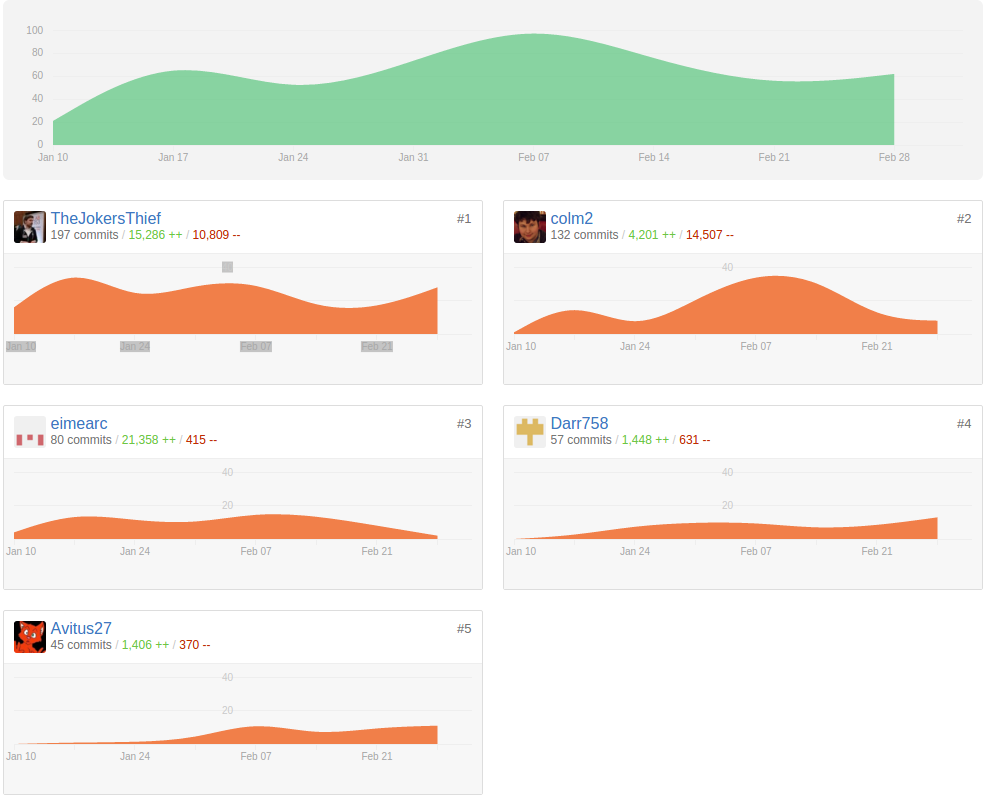 100
80
60
40
20
0
Jan 10 Jan 17 Jan 24 Jan 31 Feb 07 Feb 14 Feb 21 Feb 28
TheJokersThief #1
197 commits / 15,286 ++ / 10,809 --
Jan 10 Jan 24 Feb 07 Feb 21
colm2 #2
132 commits / 4,201 ++ / 14,507 --
40
Jan 10 Jan 24 Feb 07 Feb 21
eimearc #3
80 commits / 21,358 ++ / 415 --
40
20
Jan 10 Jan 24 Feb 07 Feb 21
Darr758 #4
57 commits / 1,448 ++ / 631 --
40
20
Jan 10 Jan 24 Feb 07 Feb 21
Avitus27 #5
45 commits / 1,406 ++ / 370 --
40
20
Jan 10 Jan 24 Feb 07 Feb 21